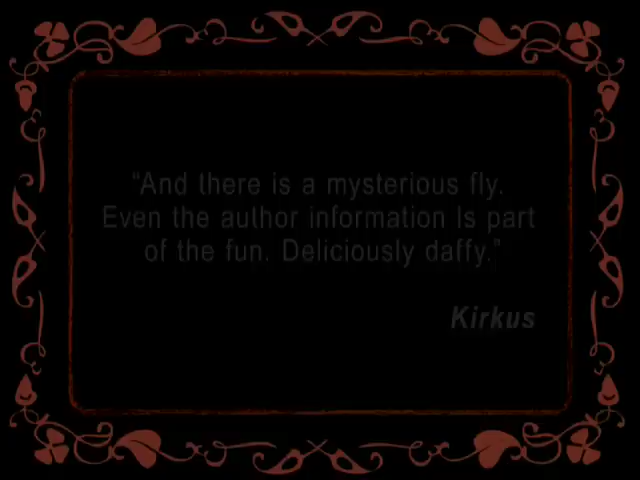 “And there is a mysterious fly.
Even the author information Is part
of the fun. Deliciously daffy.”
Kirkus